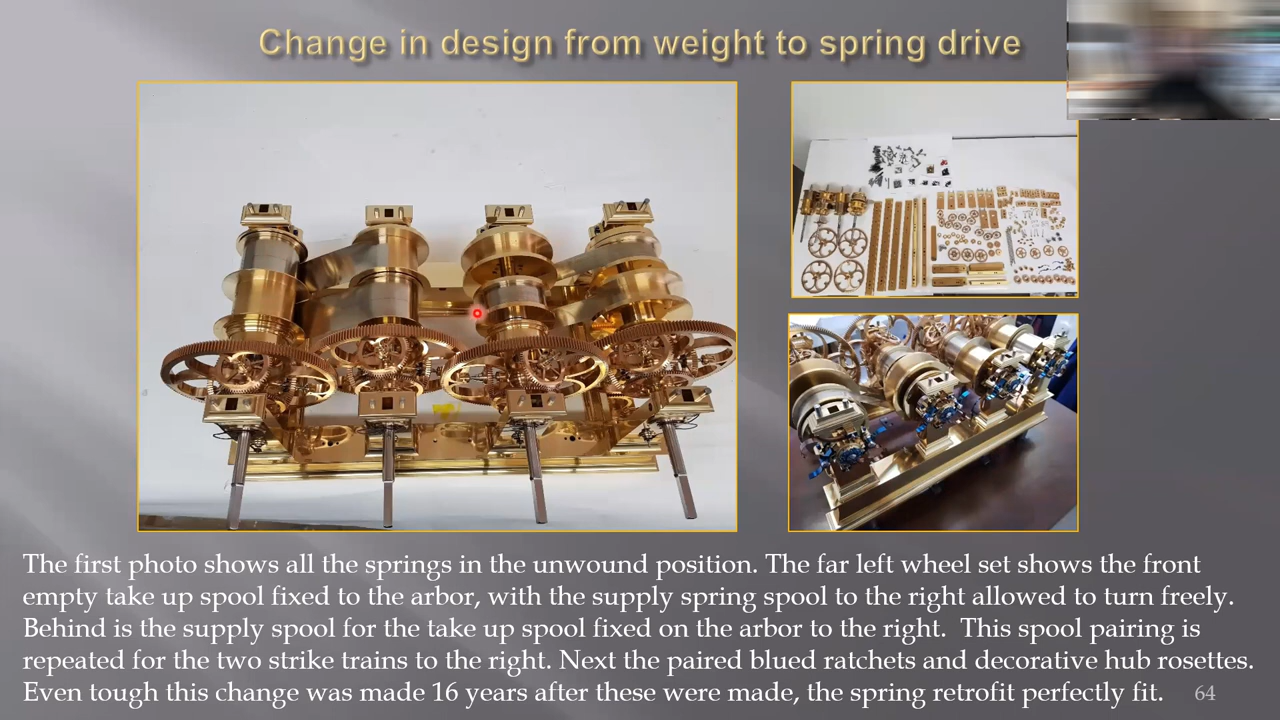 Change in design from weight to spring drive
The first photo shows all the springs in the unwound position. The far left wheel set shows the front
empty take up spool fixed to the arbor, with the supply spring spool to the right allowed to turn freely.
Behind is the supply spool for the take up spool fixed on the arbor to the right. This spool pairing is
repeated for the two strike trains to the right. Next the paired blued ratchets and decorative hub rosettes.
Even tough this change was made 16 years after these were made, the spring retrofit perfectly fit.
64